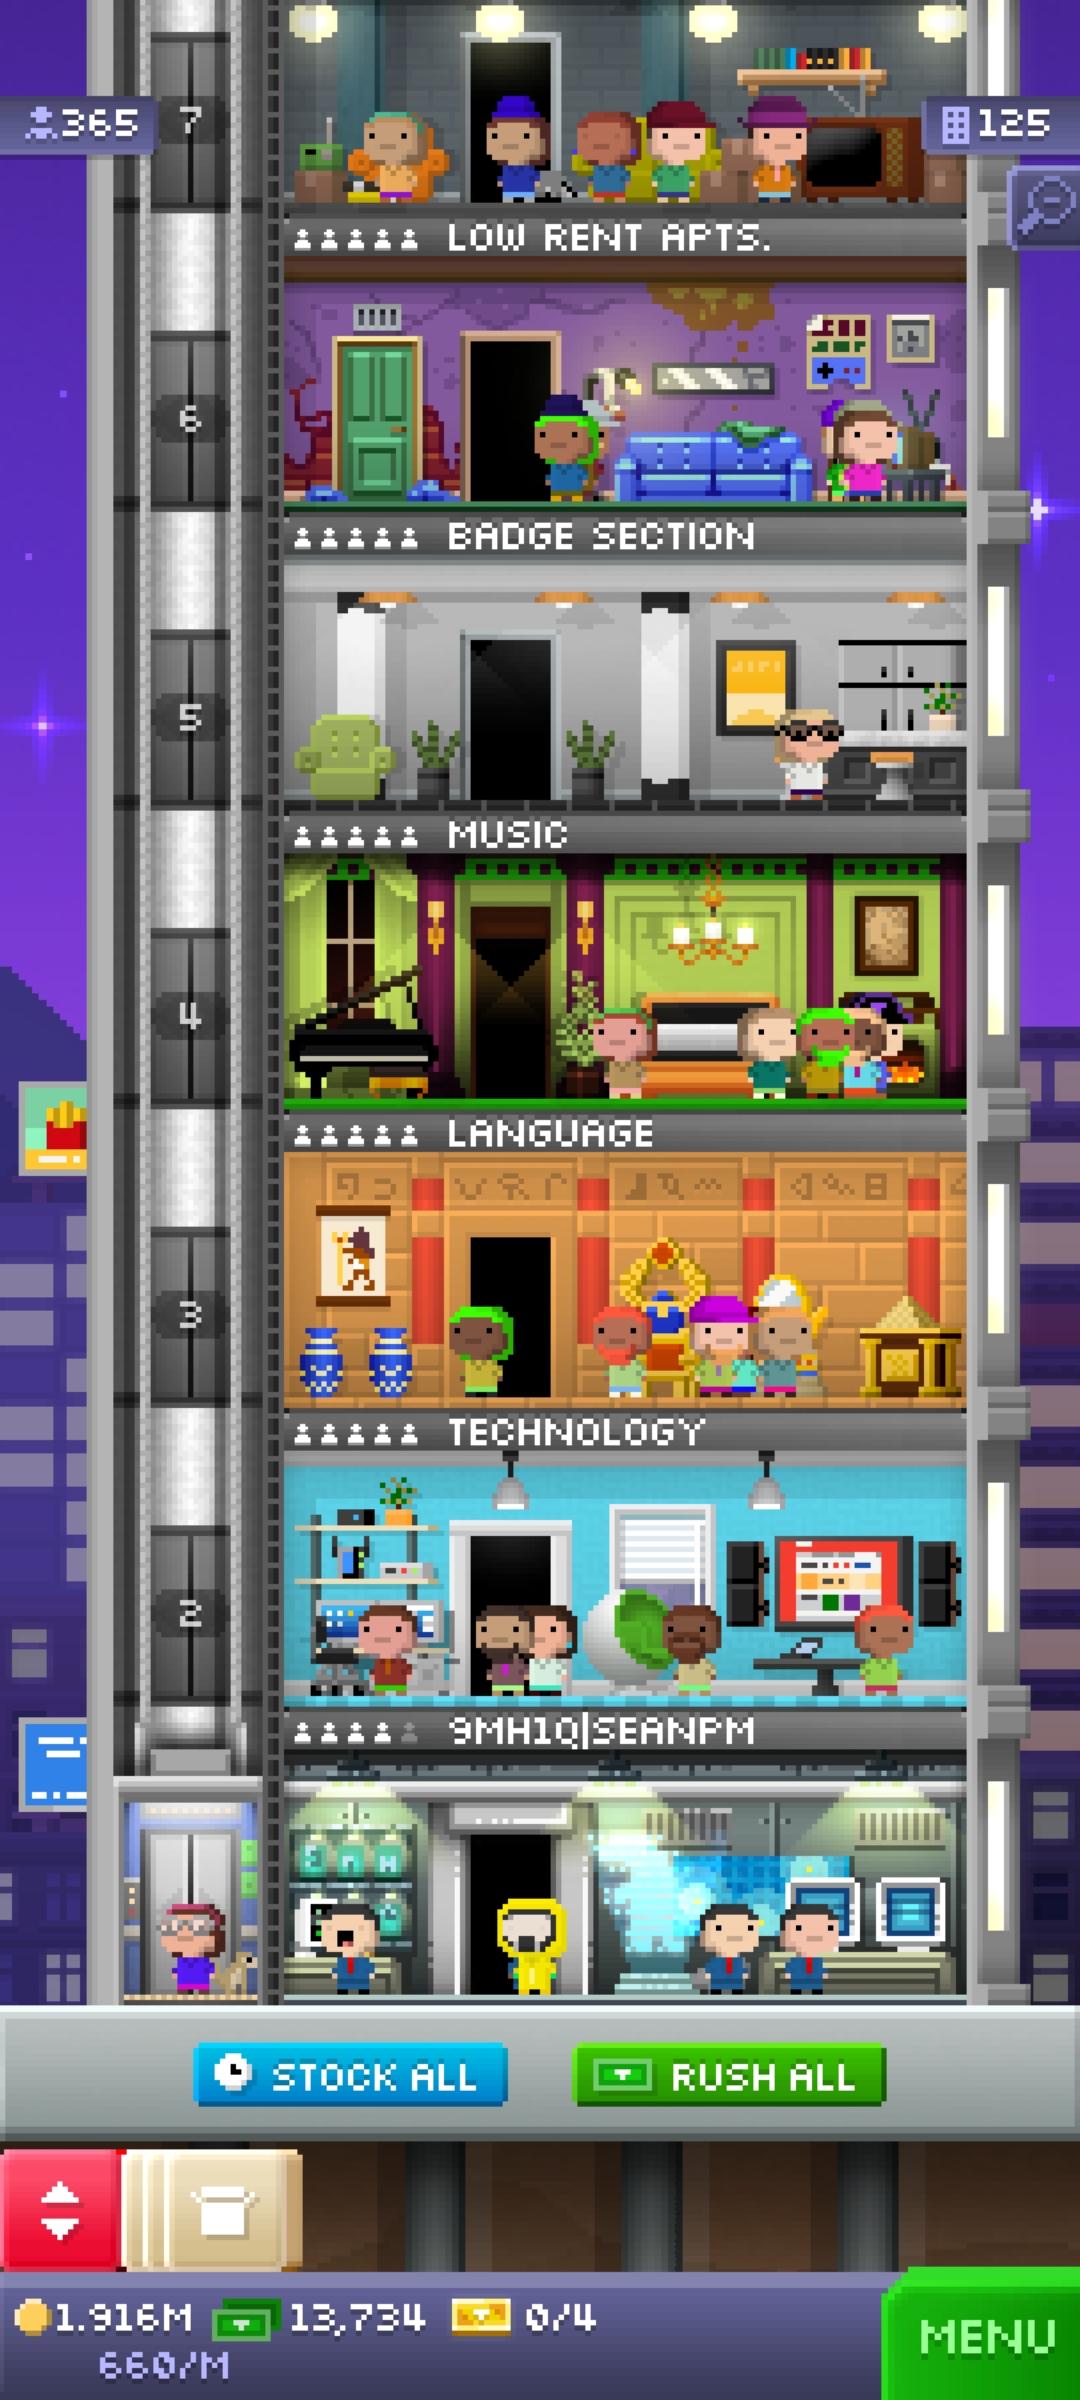 365
7
125
LOW RENT APTS.
6
BADGE SECTION
5
MUSIC
4
LANGUAGE
3
TECHNOLOGY
2
9MH1Q|SEANPM
STOCK ALL
RUSH ALL
1.916M
13,734
0/4
660/M
MENU